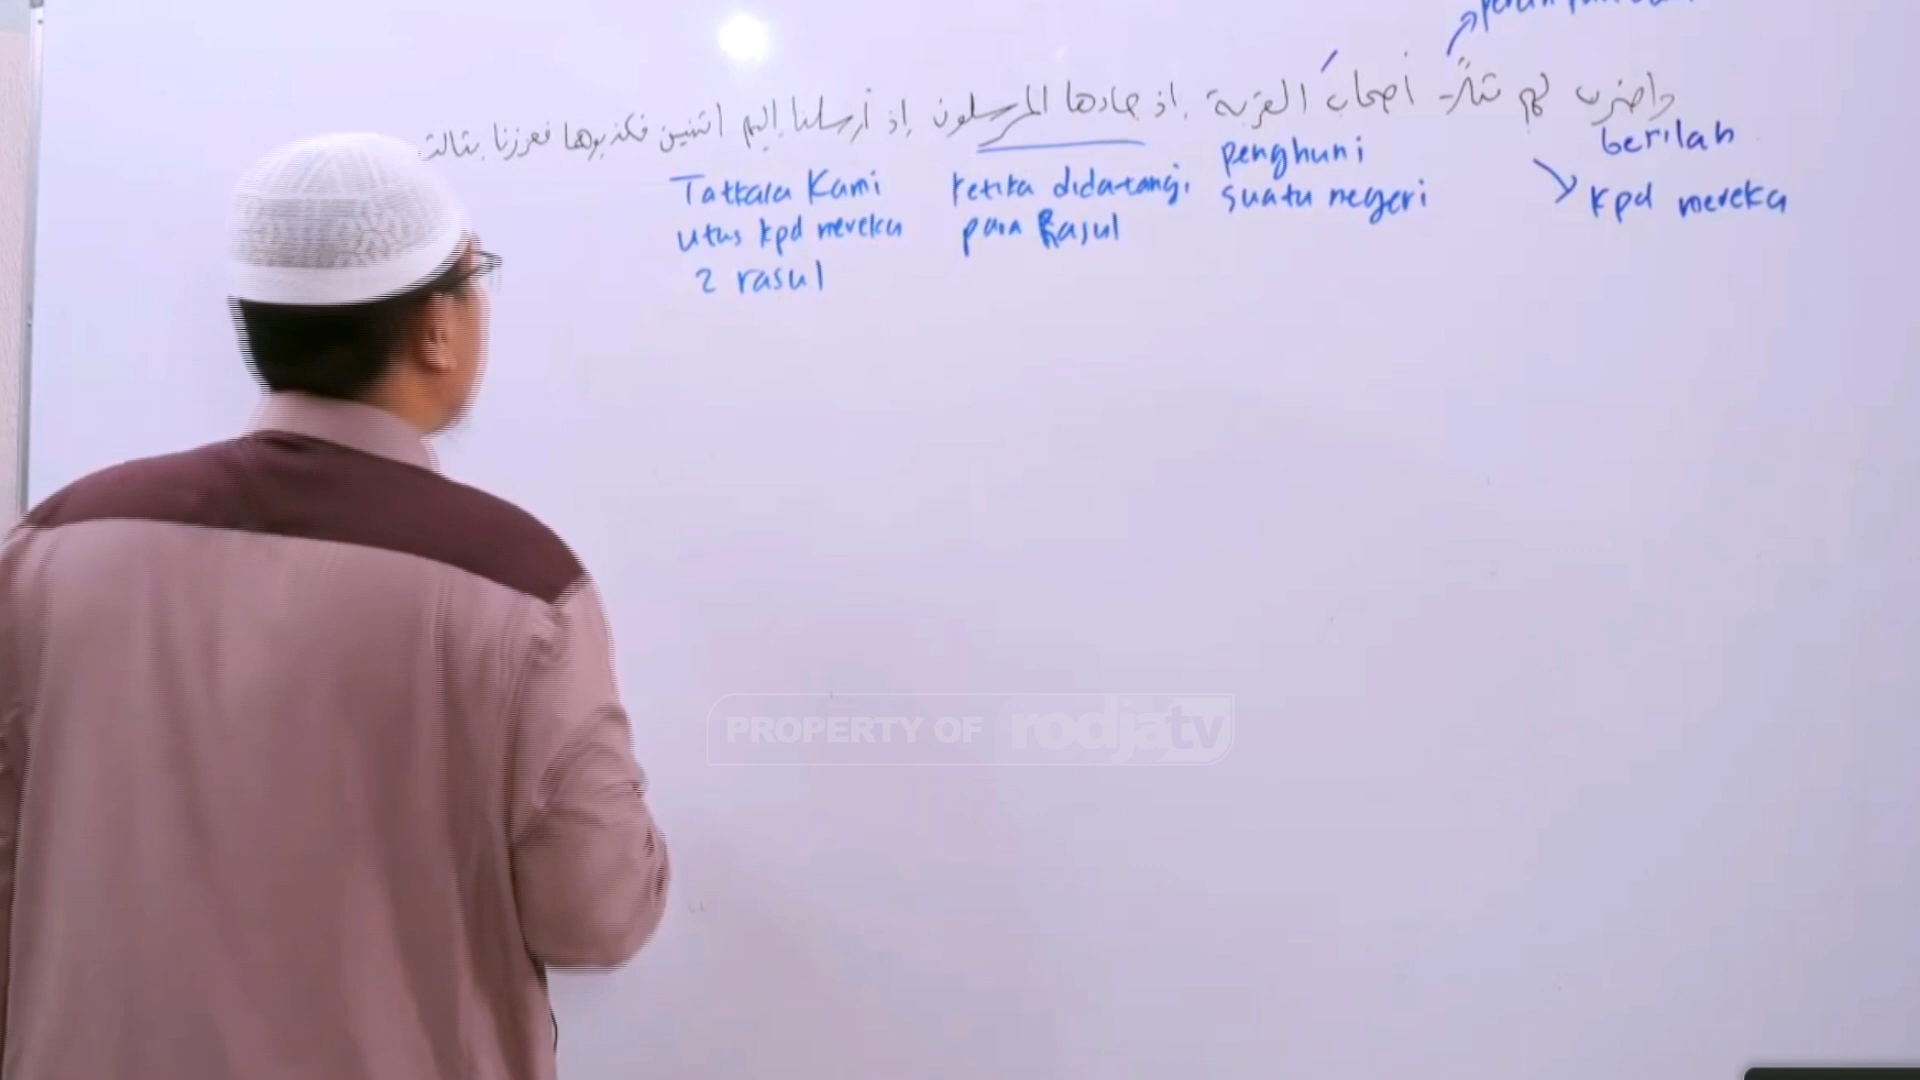 واضرب لهم مثلاً أصحاب القرية إذ جاءها المرسلون إذ أرسلنا إليهم اثنين فكذبوهما فعززنا بثالث
berilah
kpd mereka
penghuni
suatu negeri
ketika didatangi
para Rasul
Tatkala Kami
utus kpd mereka
2 rasul
PROPERTY OF rodjatv